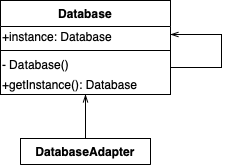 Database
+instance: Database
- Database()
+getInstance(): Database
DatabaseAdapter